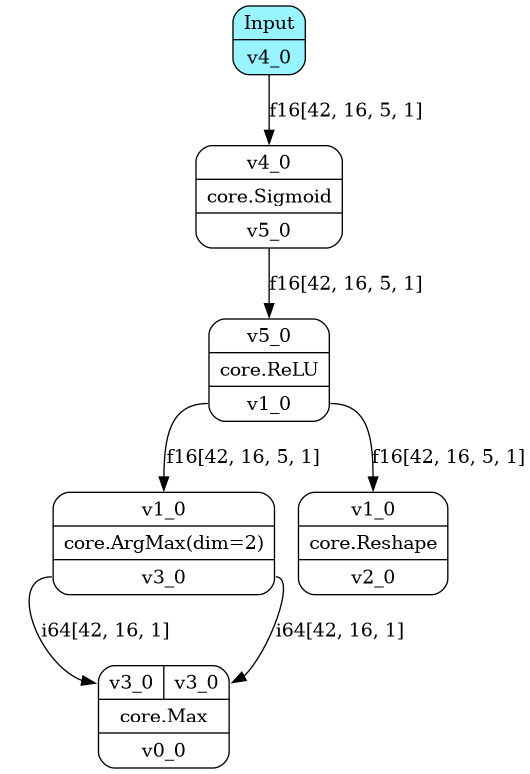 Input
v4_0
f16[42, 16, 5, 1]
v4_0
core.Sigmoid
v5_0
f16[42, 16, 5, 1]
v5_0
core.ReLU
v1_0
f16[42, 16, 5, 1]
f16[42, 16, 5, 1]
v1_0
core.ArgMax(dim=2)
v3_0
v1_0
core.Reshape
v2_0
i64[42, 16, 1]
i64[42, 16, 1]
v3_0
v3_0
core.Max
v0_0